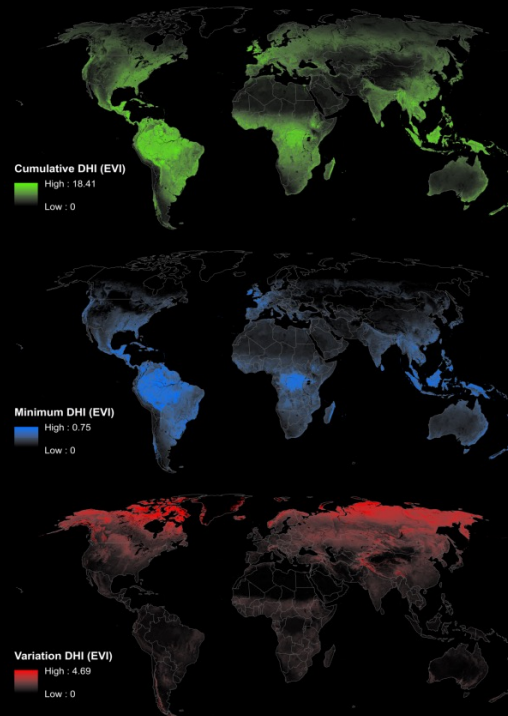 Cumulative DHI (EVI)
High : 18.41
Low : 0
Minimum DHI (EVI)
High : 0.75
Low : 0
Variation DHI (EVI)
High : 4.69
Low : 0